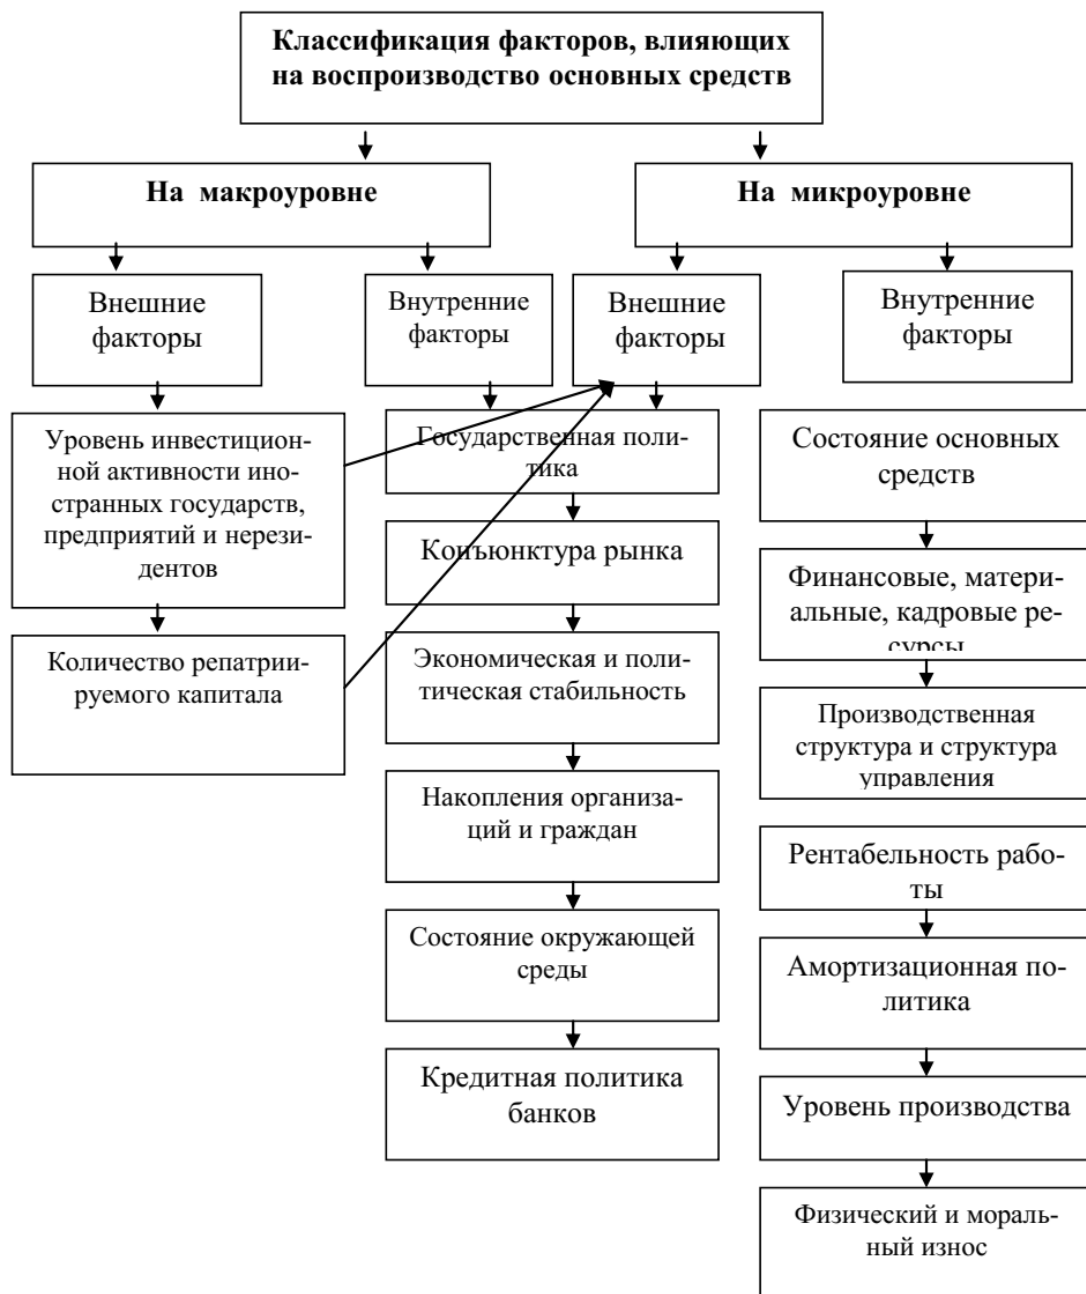 Классификация факторов, влияющих
на воспроизводство основных средств
На макроуровне
На микроуровне
Внешние
факторы
Внутренние
факторы
Внешние
факторы
Внутренние
факторы
Уровень инвестицион-
ной активности ино-
странных государств,
предприятий и нерези-
дентов
Количество репатрии-
руемого капитала
Государственная поли-
тика
Конъюнктура рынка
Экономическая и поли-
тическая стабильность
Накопления организа-
ций и граждан
Состояние окружающей
среды
Кредитная политика
банков
Состояние основных
средств
Финансовые, матери-
альные, кадровые ре-
сурсы
Производственная
структура и структура
управления
Рентабельность рабо-
ты
Амортизационная по-
литика
Уровень производства
Физический и мораль-
ный износ